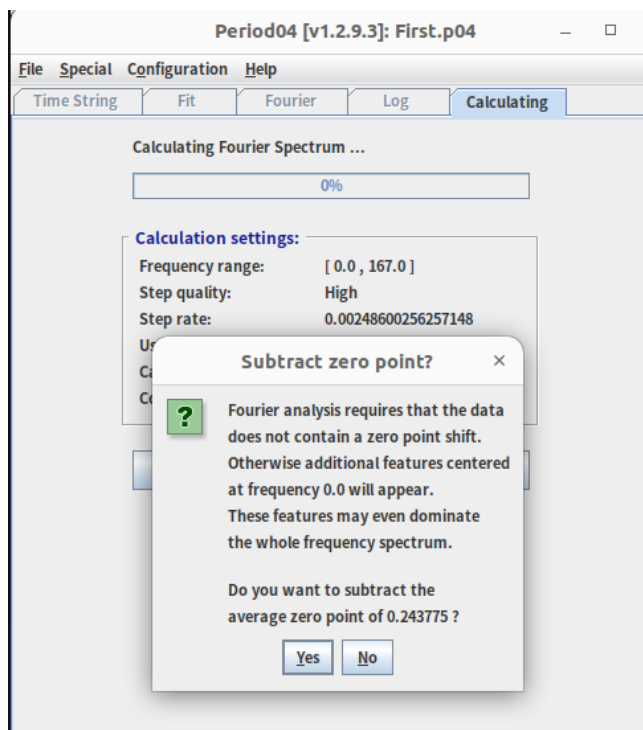 Period04 [v1.2.9.3]: First.p04
File Special Configuration Help
Time String Fit Fourier Log Calculating
Calculating Fourier Spectrum ...
0%
Calculation settings:
Frequency range: [ 0.0 , 167.0 ]
Step quality: High
Step rate: 0.00248600256257148
Us
Ca
Co
Subtract zero point?
Fourier analysis requires that the data
does not contain a zero point shift.
Otherwise additional features centered
at frequency 0.0 will appear.
These features may even dominate
the whole frequency spectrum.
Do you want to subtract the
average zero point of 0.243775 ?
Yes No